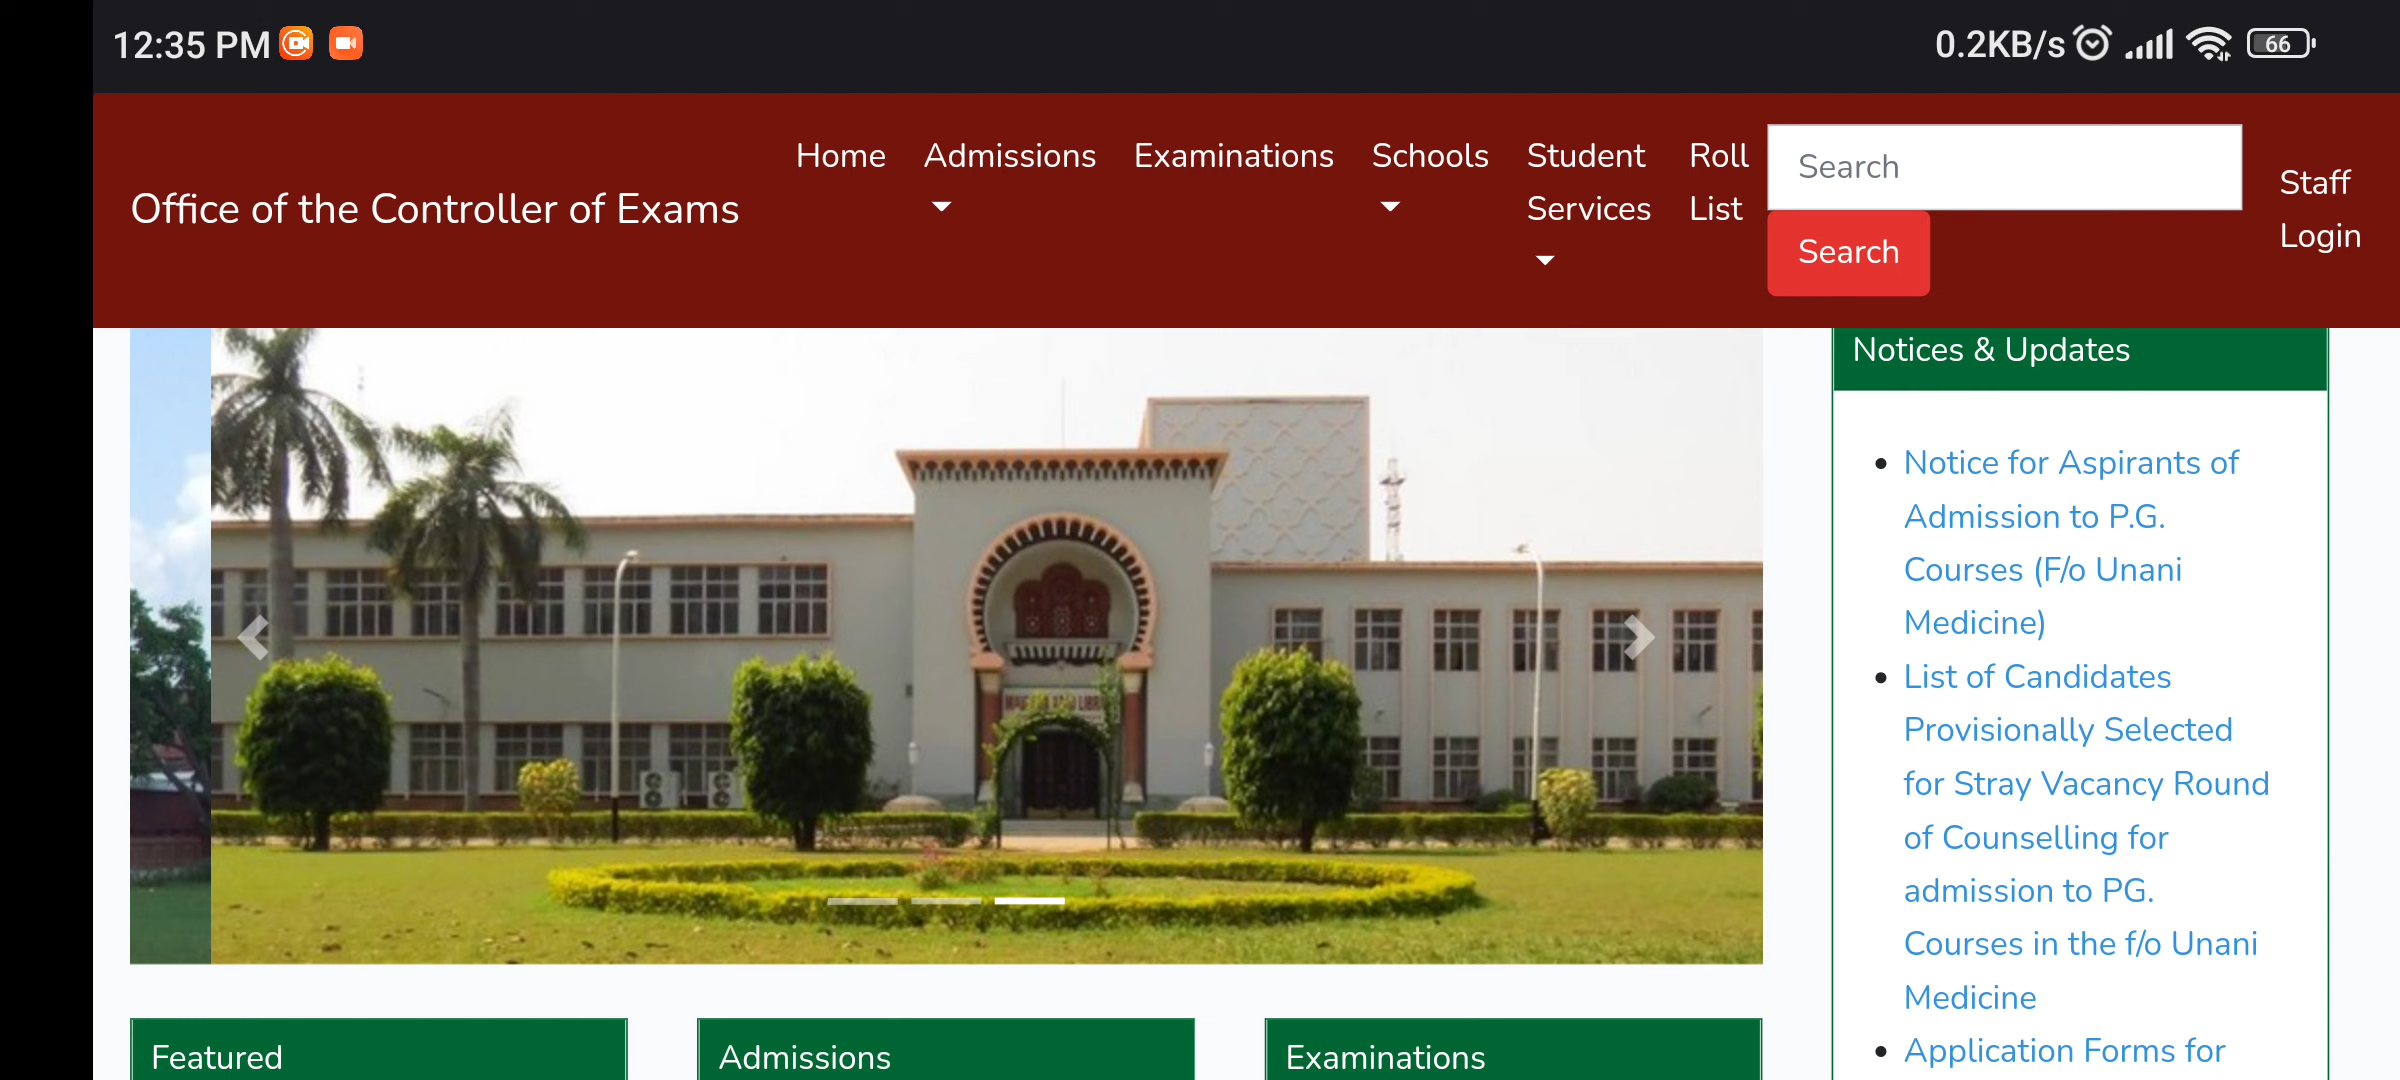 12:35 PM
0.2KB/s
66
Office of the Controller of Exams
Home
Admissions
Examinations
Schools
Student
Services
Roll
List
Search
Search
Staff
Login
Notices & Updates
Notice for Aspirants of
Admission to P.G.
Courses (F/o Unani
Medicine)
List of Candidates
Provisionally Selected
for Stray Vacancy Round
of Counselling for
admission to PG.
Courses in the f/o Unani
Medicine
Application Forms for
Featured
Admissions
Examinations